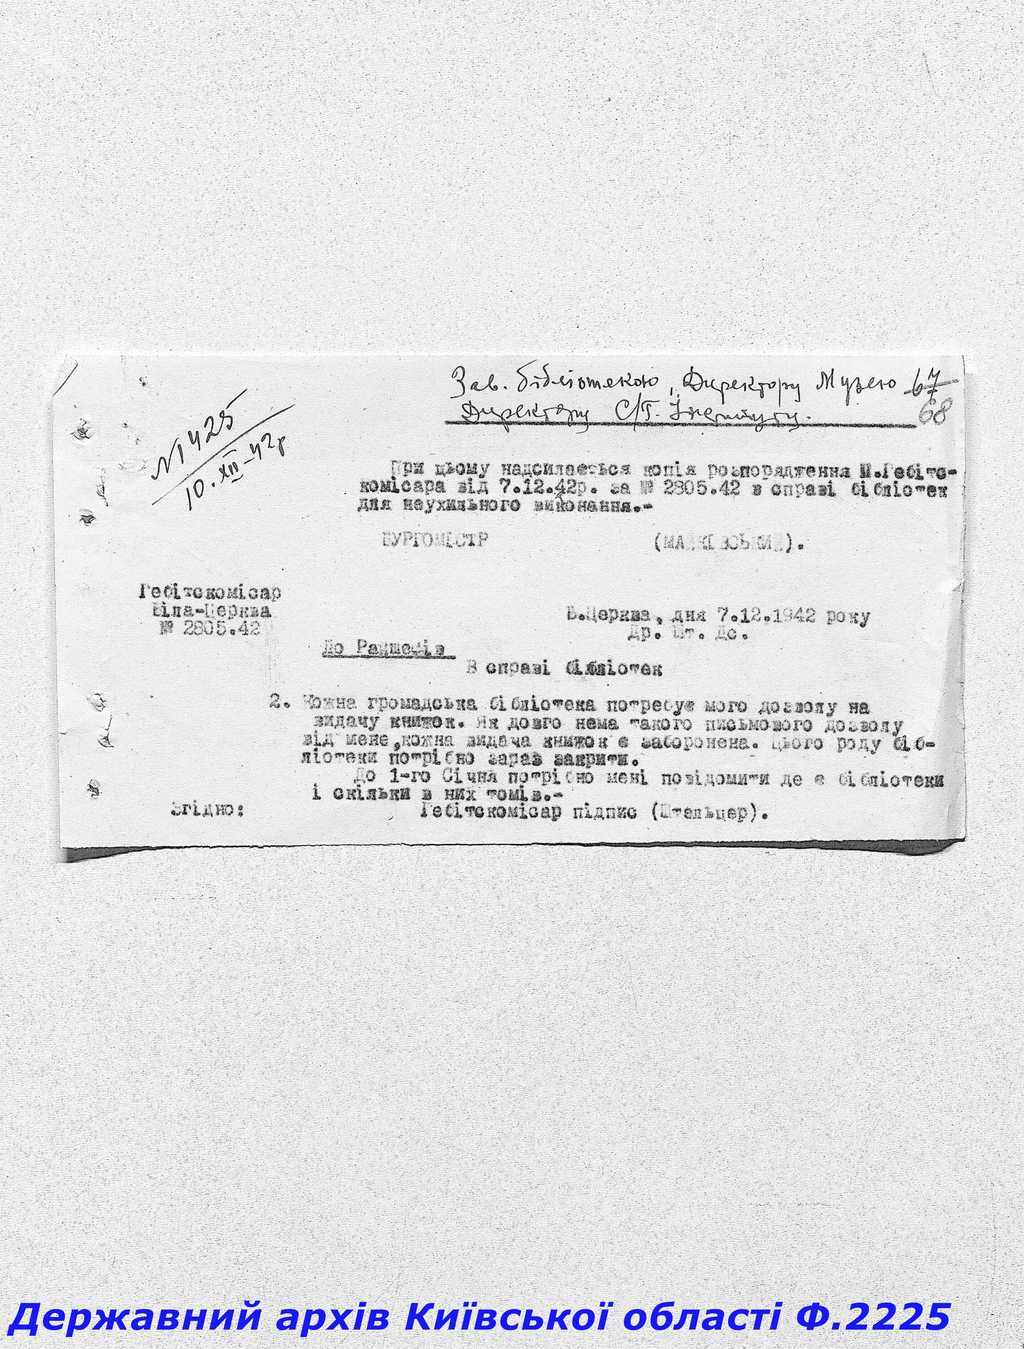 Зав. бібліотекою, Директору Музею 67
Директору С/Г. Інституту. 68
№1425
10.XII-42р
При цьому надсилається копія розпорядження П.Гебітс-
комісара від 7.12.42р. за № 2805.42 в справі бібліотек
для неухильного виконання.-
БУРГОМІСТР
Гебітскомісар
Біла-Церква
№ 2805.42
Б.Церква, дня 7.12.1942 року
Др. Шт. Дс.
До
В справі бібліотек
2. Кожна громадська бібліотека потребує мого дозволу на
видачу книжок. Як довго нема такого письмового дозволу
від мене,кожна видача книжок є заборонена. Цього роду біб-
ліотеки потрібно зараз закрити.
До 1-го Січня потрібно мені повідомити де є бібліотеки
і скільки в них томів.-
Згідно: Гебітскомісар підпис (Штельцер).
Державний архів Київської області Ф.2225